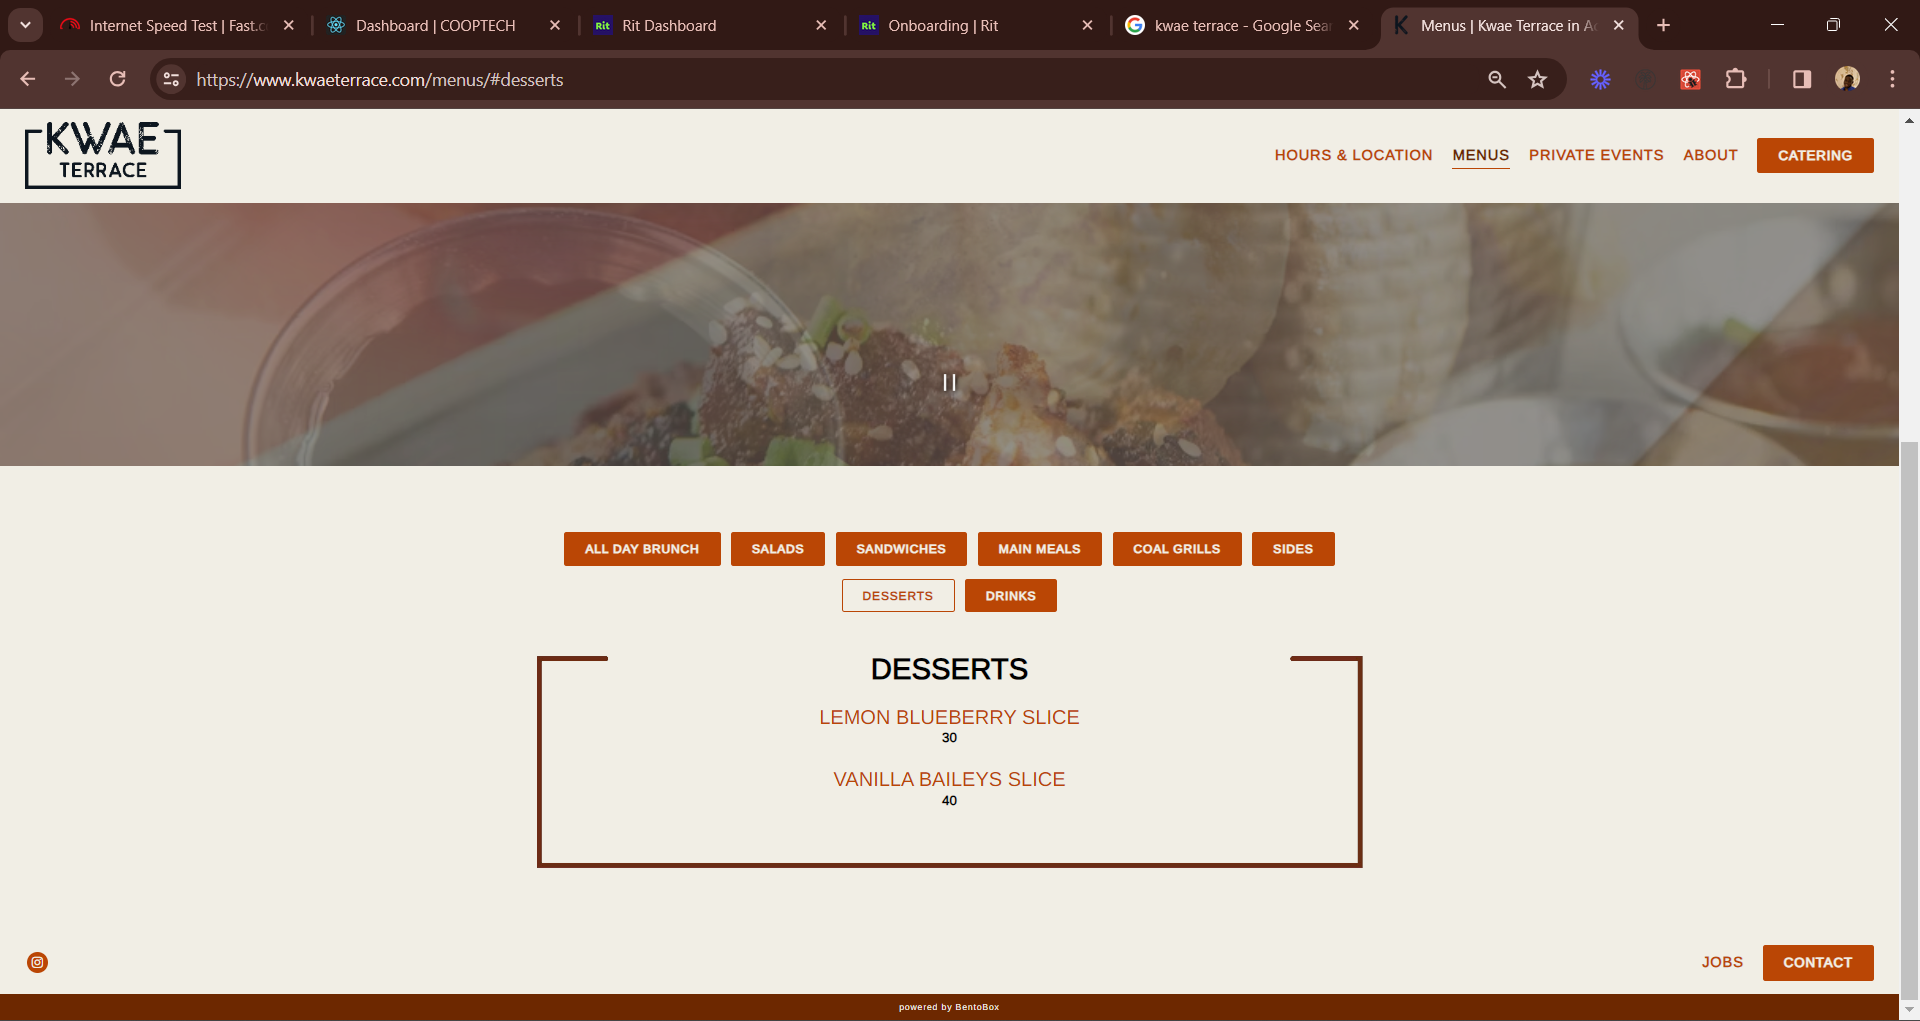 Internet Speed Test | Fast.c
Dashboard | COOPTECH
Rit Rit Dashboard
Rit Onboarding | Rit
kwae terrace - Google Sear
Menus | Kwae Terrace in Ac
https://www.kwaeterrace.com/menus/#desserts
KWAE
TERRACE
HOURS & LOCATION
MENUS
PRIVATE EVENTS
ABOUT
CATERING
ALL DAY BRUNCH
SALADS
SANDWICHES
MAIN MEALS
COAL GRILLS
SIDES
DESSERTS
DRINKS
DESSERTS
LEMON BLUEBERRY SLICE
30
VANILLA BAILEYS SLICE
40
JOBS
CONTACT
powered by BentoBox